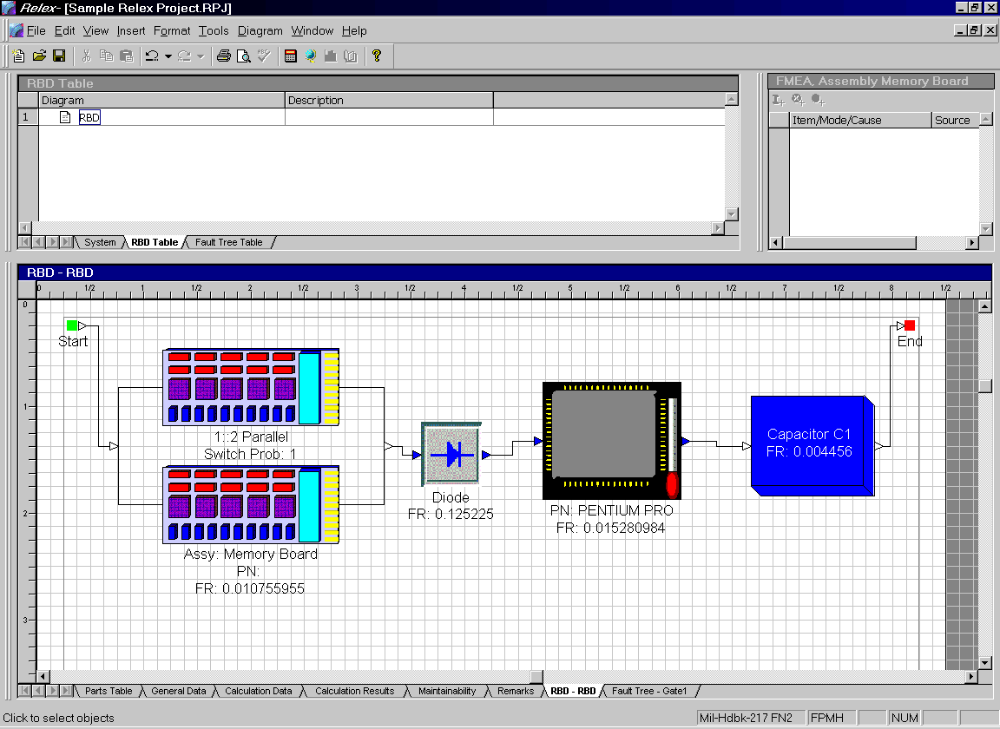 Relex- [Sample Relex Project.RPJ]
File Edit View Insert Format Tools Diagram Window Help
RBD Table
Diagram Description
1 RBD
System RBD Table Fault Tree Table
FMEA, Assembly Memory Board
Item/Mode/Cause Source
RBD - RBD
0 1/2 1 1/2 2 1/2 3 1/2 4 1/2 5 1/2 6 1/2 7 1/2 8 1/2
0
1
2
3
Start
End
1::2 Parallel
Switch Prob: 1
Assy: Memory Board
PN:
FR: 0.010755955
Diode
FR: 0.125225
PN: PENTIUM PRO
FR: 0.015280984
Capacitor C1
FR: 0.004456
Parts Table General Data Calculation Data Calculation Results Maintainability Remarks RBD - RBD Fault Tree - Gate1
Click to select objects Mil-Hdbk-217 FN2 FPMH NUM